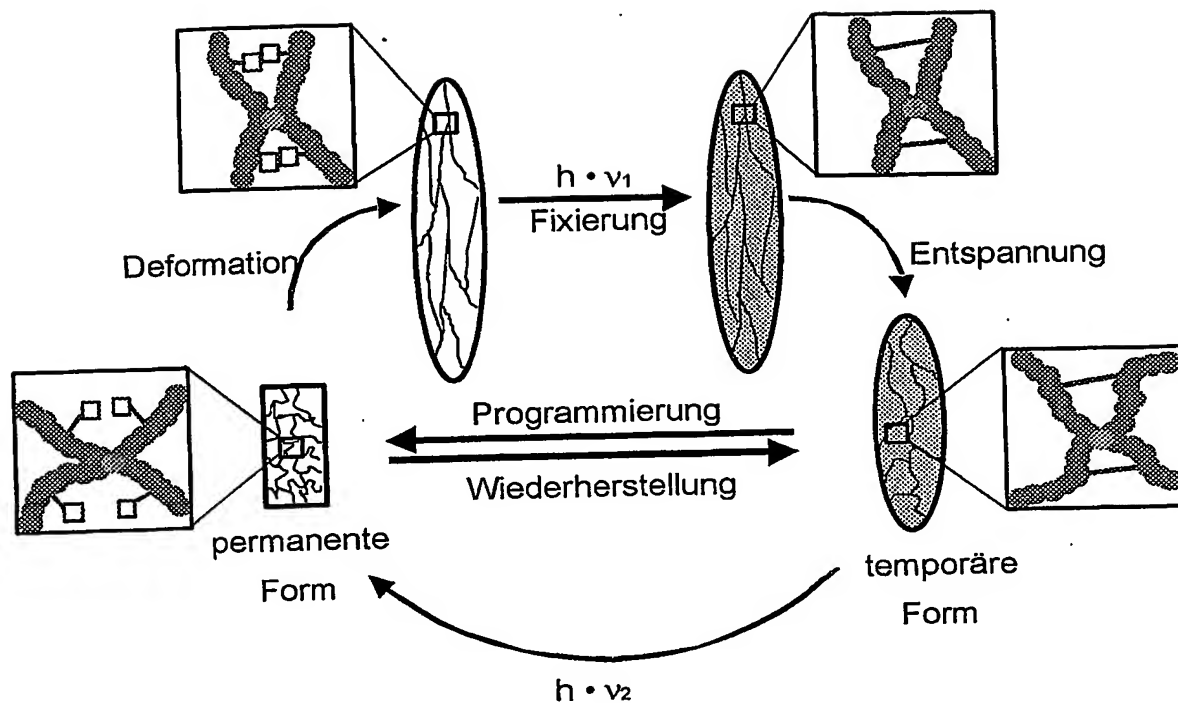 h • ν₁
Fixierung
Deformation
Entspannung
Programmierung
Wiederherstellung
permanente
Form
temporäre
Form
h • ν₂